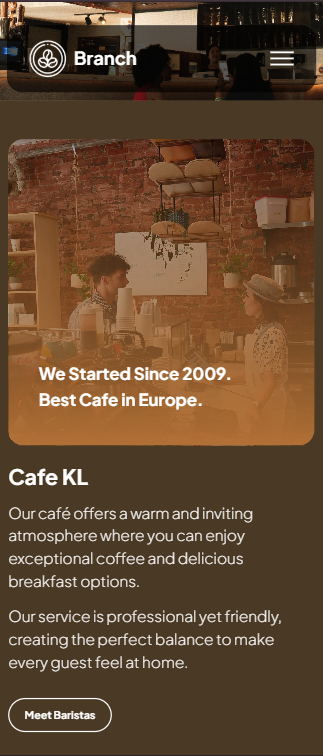 Branch
We Started Since 2009.
Best Cafe in Europe.
Cafe KL
Our café offers a warm and inviting
atmosphere where you can enjoy
exceptional coffee and delicious
breakfast options.
Our service is professional yet friendly,
creating the perfect balance to make
every guest feel at home.
Meet Baristas